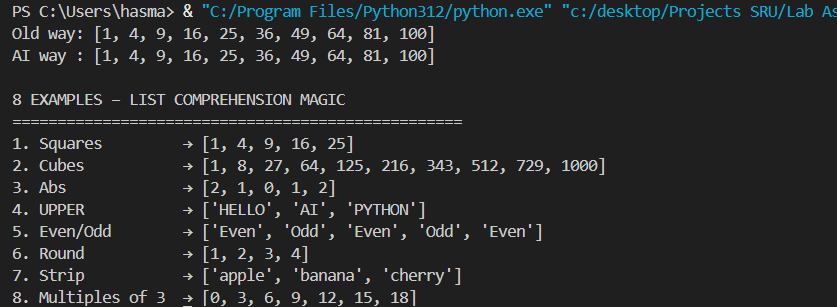 PS C:\Users\hasma> & "C:/Program Files/Python312/python.exe" "c:/desktop/Projects SRU/Lab As
Old way: [1, 4, 9, 16, 25, 36, 49, 64, 81, 100]
AI way : [1, 4, 9, 16, 25, 36, 49, 64, 81, 100]
8 EXAMPLES – LIST COMPREHENSION MAGIC
==================================================
1. Squares → [1, 4, 9, 16, 25]
2. Cubes → [1, 8, 27, 64, 125, 216, 343, 512, 729, 1000]
3. Abs → [2, 1, 0, 1, 2]
4. UPPER → ['HELLO', 'AI', 'PYTHON']
5. Even/Odd → ['Even', 'Odd', 'Even', 'Odd', 'Even']
6. Round → [1, 2, 3, 4]
7. Strip → ['apple', 'banana', 'cherry']
8. Multiples of 3 → [0, 3, 6, 9, 12, 15, 18]